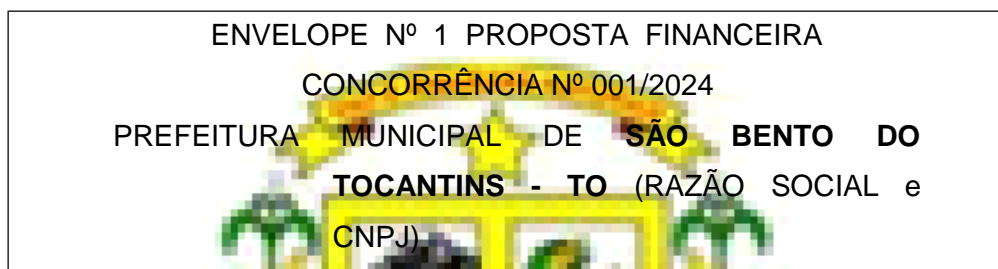 ENVELOPE Nº 1 PROPOSTA FINANCEIRA
CONCORRÊNCIA Nº 001/2024
PREFEITURA MUNICIPAL DE SÃO BENTO DO
TOCANTINS - TO (RAZÃO SOCIAL e
CNPJ)